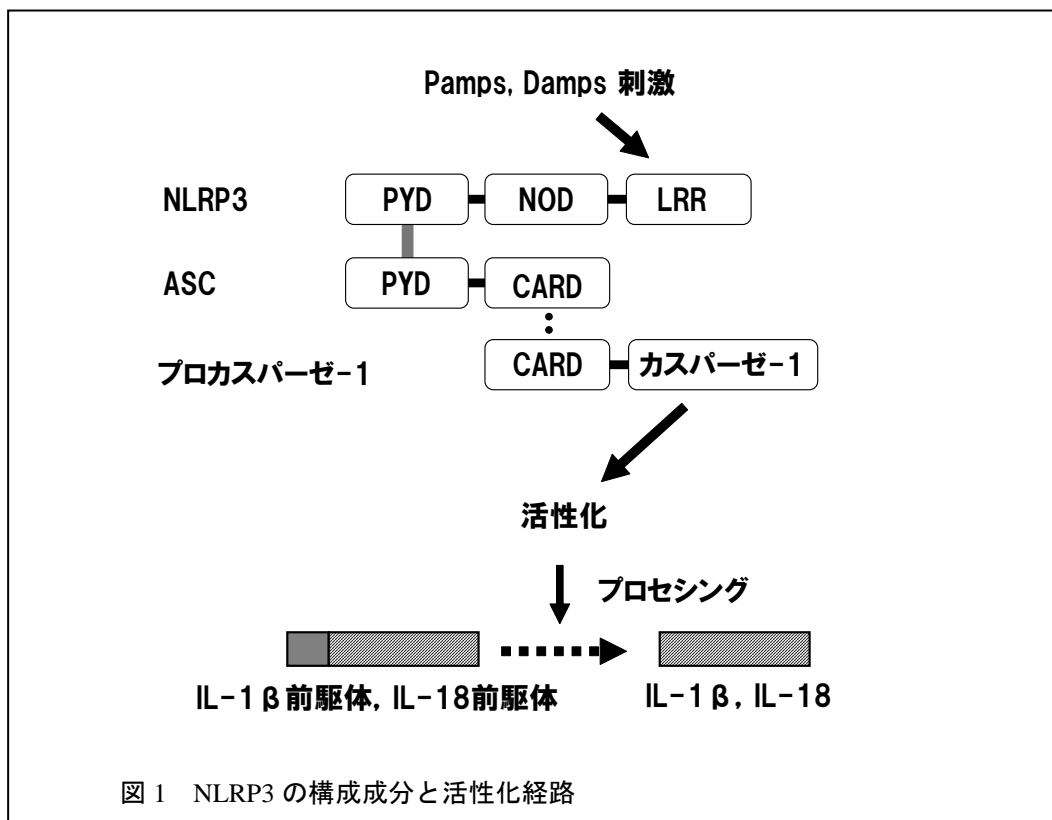 Pamps, Damps 刺激
NLRP3 PYD NOD LRR
ASC PYD CARD
プロカスパーゼ-1 CARD カスパーゼ-1
活性化
プロセシング
IL-1β前駆体, IL-18前駆体 IL-1β, IL-18
図 1 NLRP3 の構成成分と活性化経路